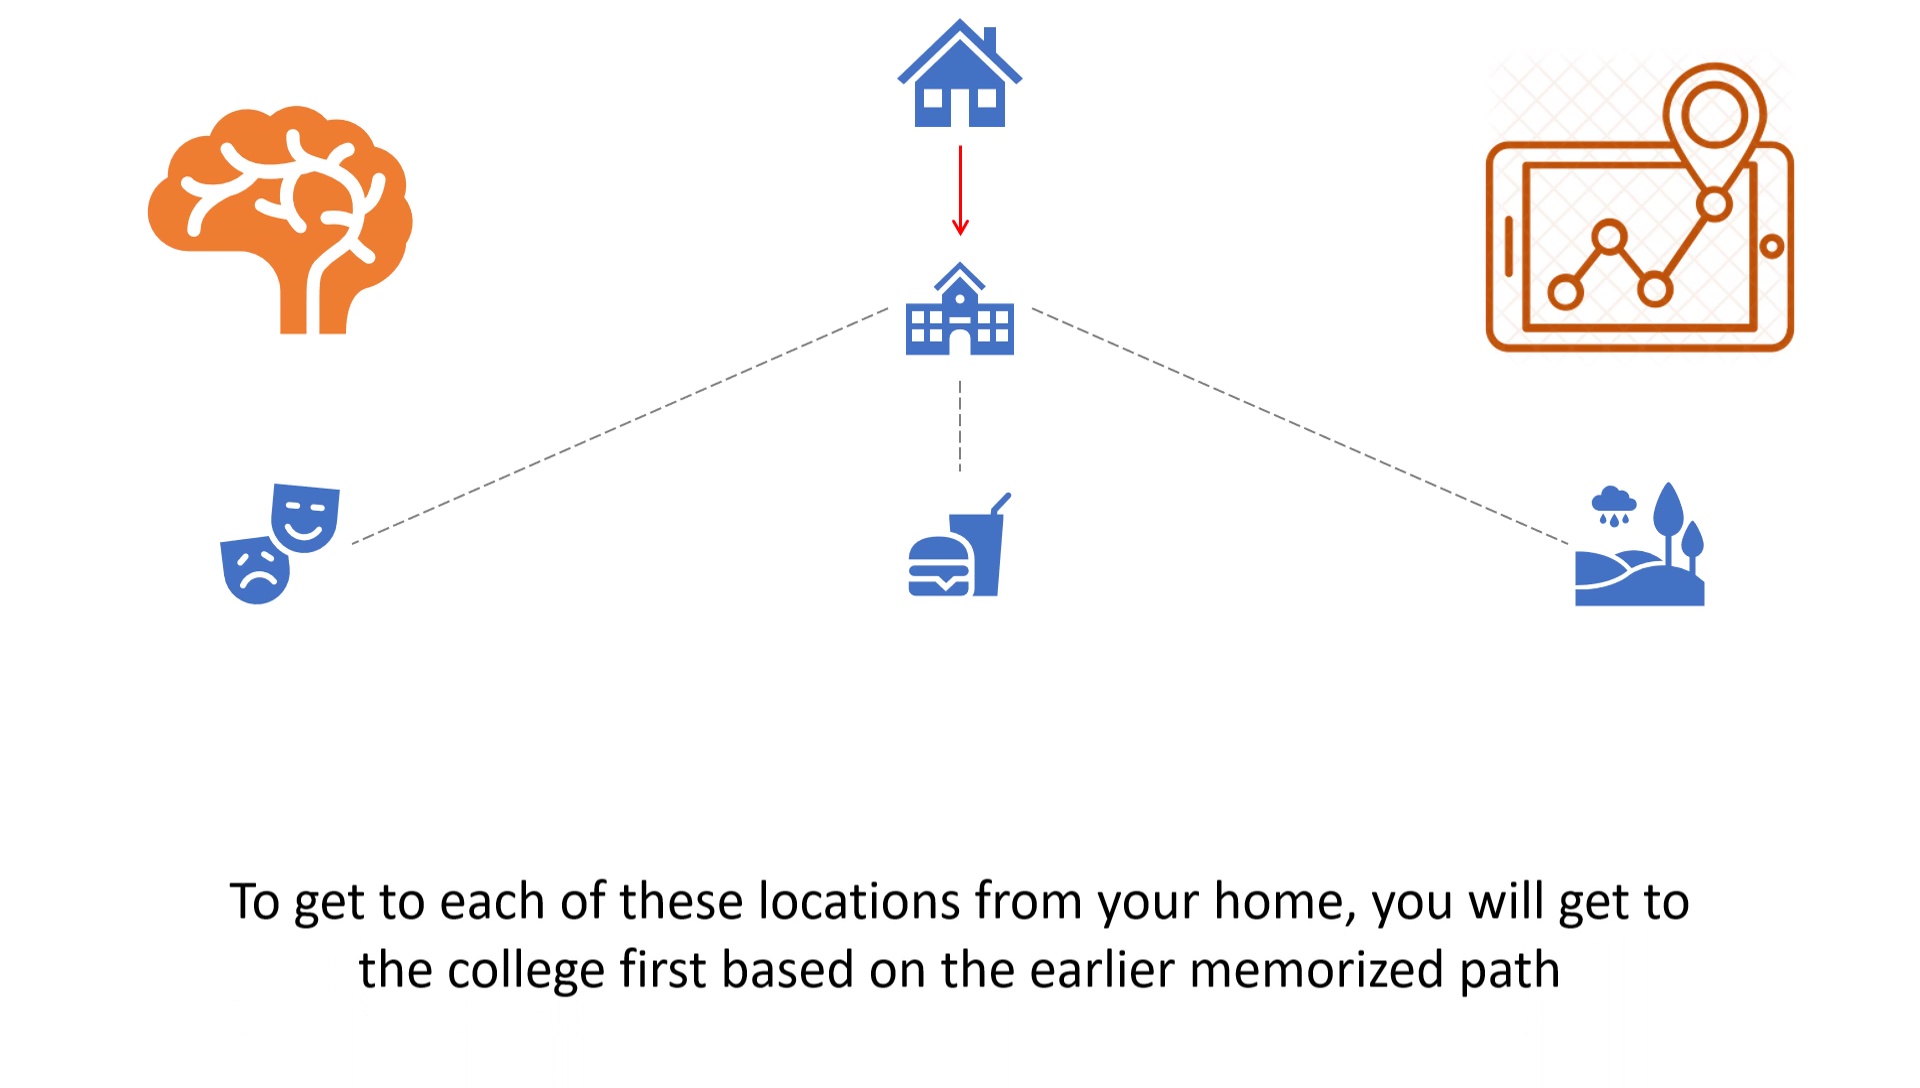 To get to each of these locations from your home, you will get to
the college first based on the earlier memorized path